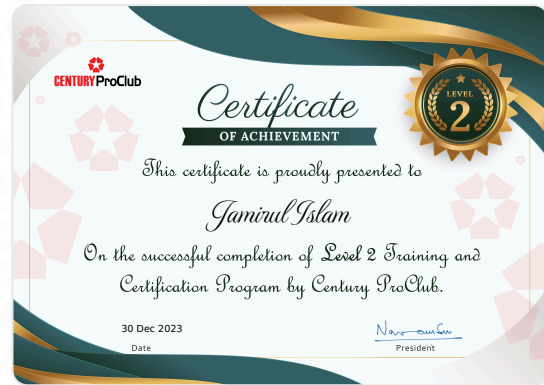 CENTURY ProClub
Certificate
OF ACHIEVEMENT
LEVEL
2
This certificate is proudly presented to
Jamirul Islam
On the successful completion of Level 2 Training and
Certification Program by Century ProClub.
30 Dec 2023
Date
President